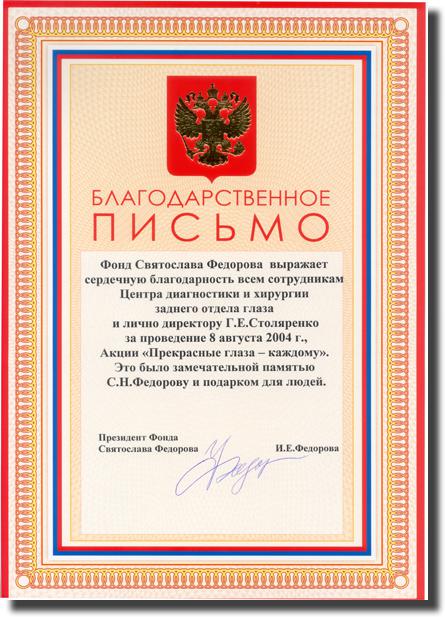 БЛАГОДАРСТВЕННОЕ
ПИСЬМО
Фонд Святослава Федорова выражает
сердечную благодарность всем сотрудникам
Центра диагностики и хирургии
заднего отдела глаза
и лично директору Г.Е.Столяренко
за проведение 8 августа 2004 г.,
Акции «Прекрасные глаза – каждому».
Это было замечательной памятью
С.Н.Федорову и подарком для людей.
Президент Фонда
Святослава Федорова И.Е.Федорова